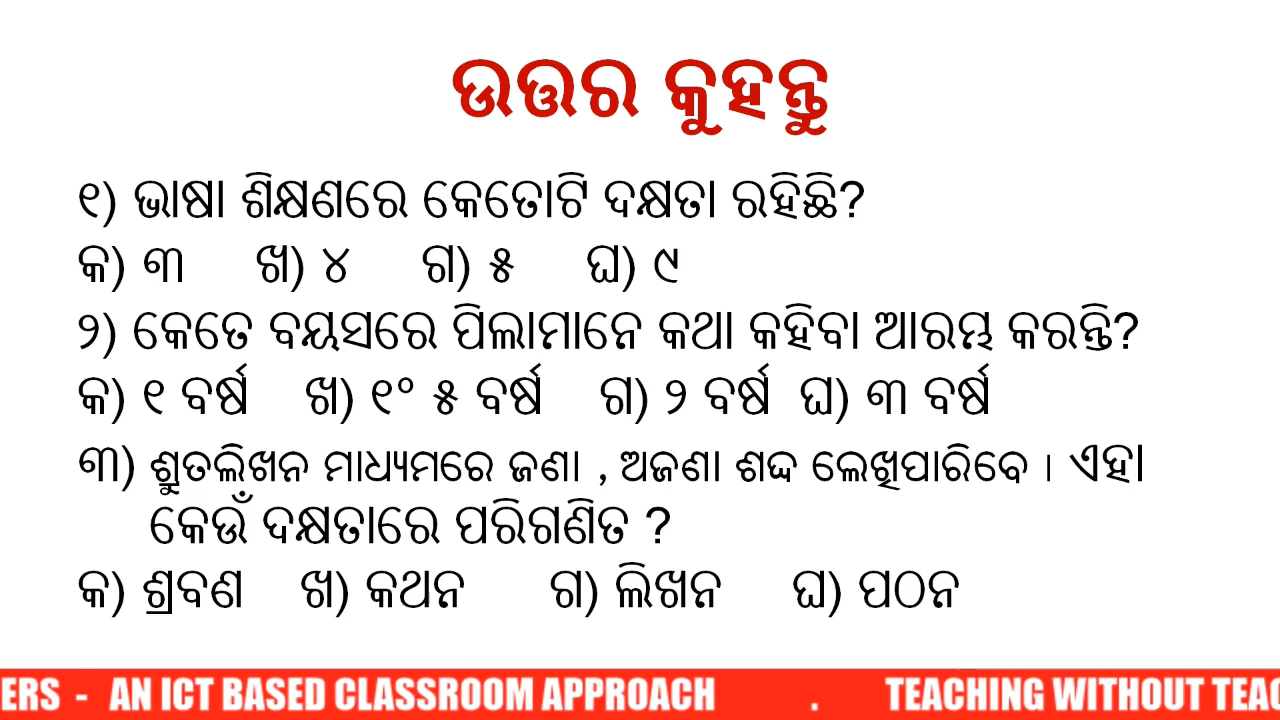 ଉତ୍ତର କୁହନ୍ତୁ
୧) ଭାଷା ଶିକ୍ଷଣରେ କେତୋଟି ଦକ୍ଷତା ରହିଛି?
କ) ୩ ଖ) ୪ ଗ) ୫ ଘ) ୯
୨) କେତେ ବୟସରେ ପିଲାମାନେ କଥା କହିବା ଆରମ୍ଭ କରନ୍ତି?
କ) ୧ ବର୍ଷ ଖ) ୧° ୫ ବର୍ଷ ଗ) ୨ ବର୍ଷ ଘ) ୩ ବର୍ଷ
୩) ଶ୍ରୁତଲିଖନ ମାଧ୍ୟମରେ ଜଣା , ଅଜଣା ଶବ୍ଦ ଲେଖିପାରିବେ । ଏହା
କେଉଁ ଦକ୍ଷତାରେ ପରିଗଣିତ ?
କ) ଶ୍ରବଣ ଖ) କଥନ ଗ) ଲିଖନ ଘ) ପଠନ
ERS - AN ICT BASED CLASSROOM APPROACH . TEACHING WITHOUT TEAC